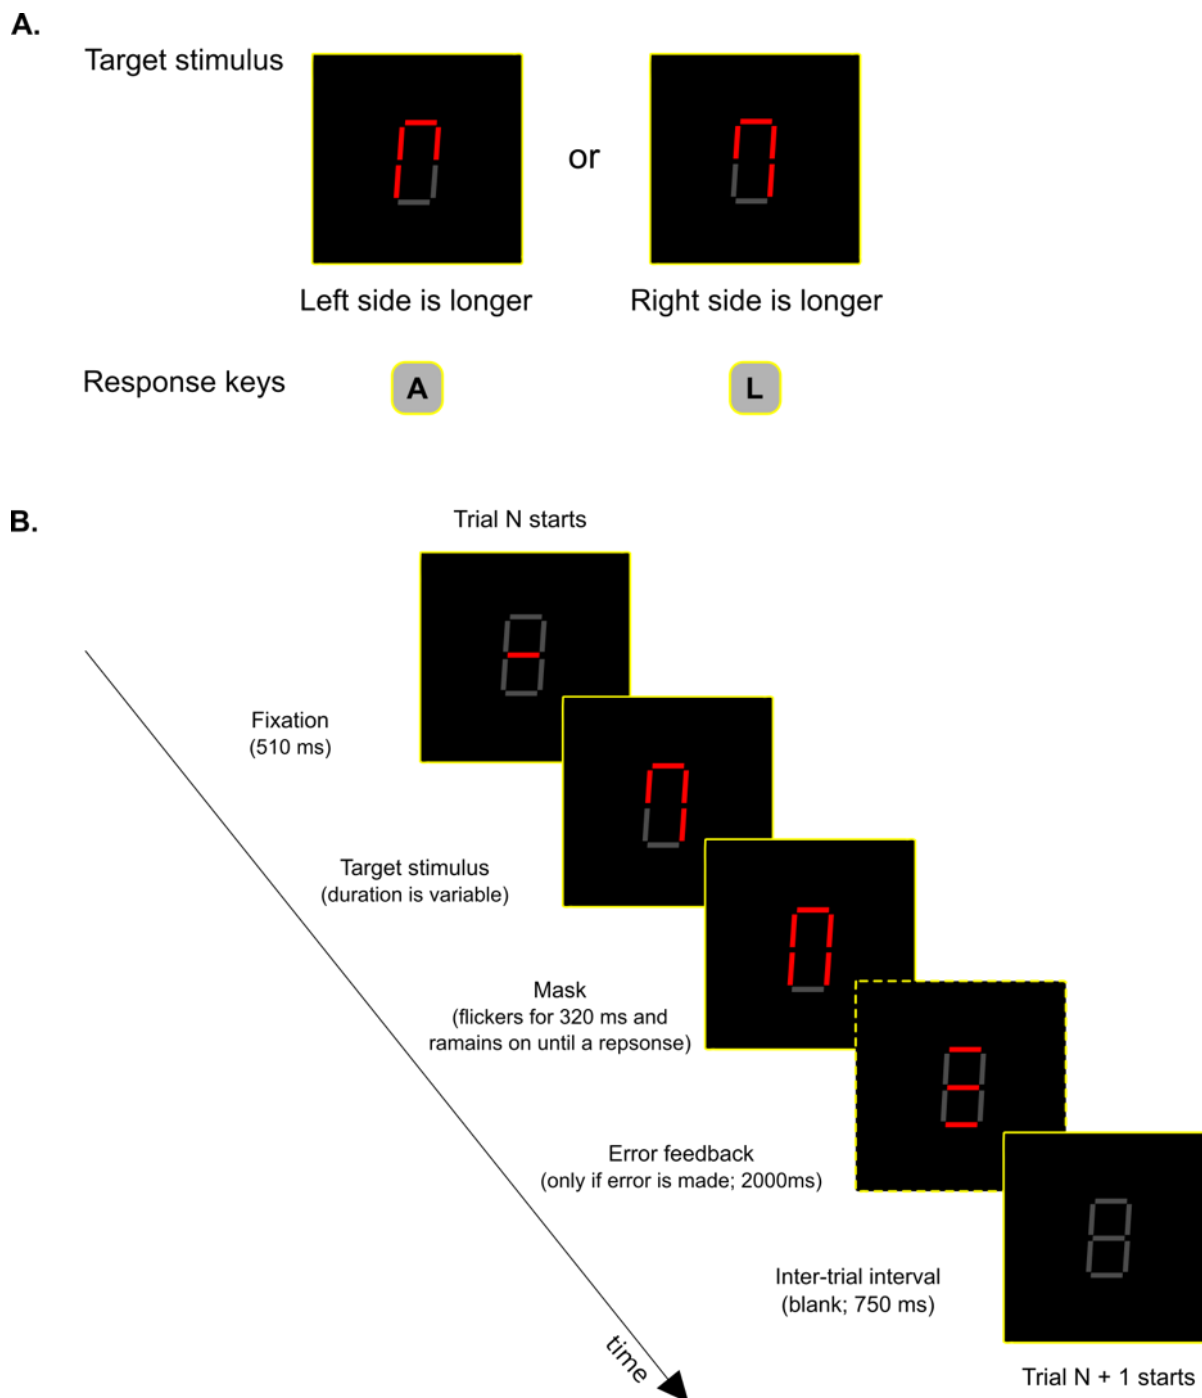 A.
Target stimulus
or
Left side is longer
Right side is longer
Response keys
A
L
B.
Trial N starts
Fixation
(510 ms)
Target stimulus
(duration is variable)
Mask
(flickers for 320 ms and
ramains on until a repsonse)
Error feedback
(only if error is made; 2000ms)
Inter-trial interval
(blank; 750 ms)
time
Trial N + 1 starts